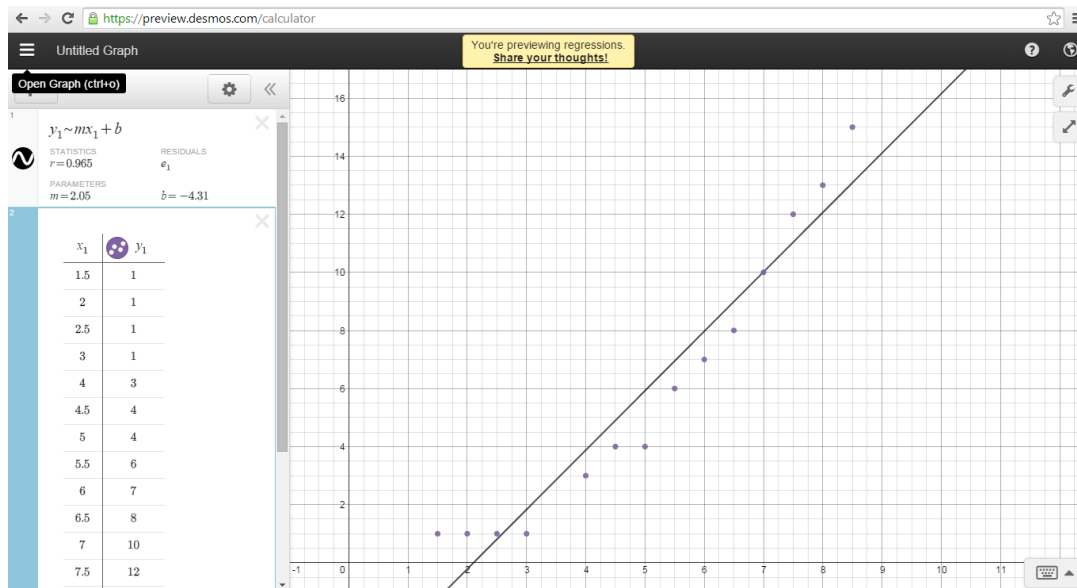 https://preview.desmos.com/calculator
Untitled Graph
You're previewing regressions.
Share your thoughts!
Open Graph (ctrl+o)
1
y₁~mx₁ + b
STATISTICS RESIDUALS
r=0.965 e₁
PARAMETERS
m=2.05 b= −4.31
2
x₁ y₁
1.5 1
2 1
2.5 1
3 1
4 3
4.5 4
5 4
5.5 6
6 7
6.5 8
7 10
7.5 12
16
14
12
10
8
6
4
2
-1 0 1 2 3 4 5 6 7 8 9 10 11